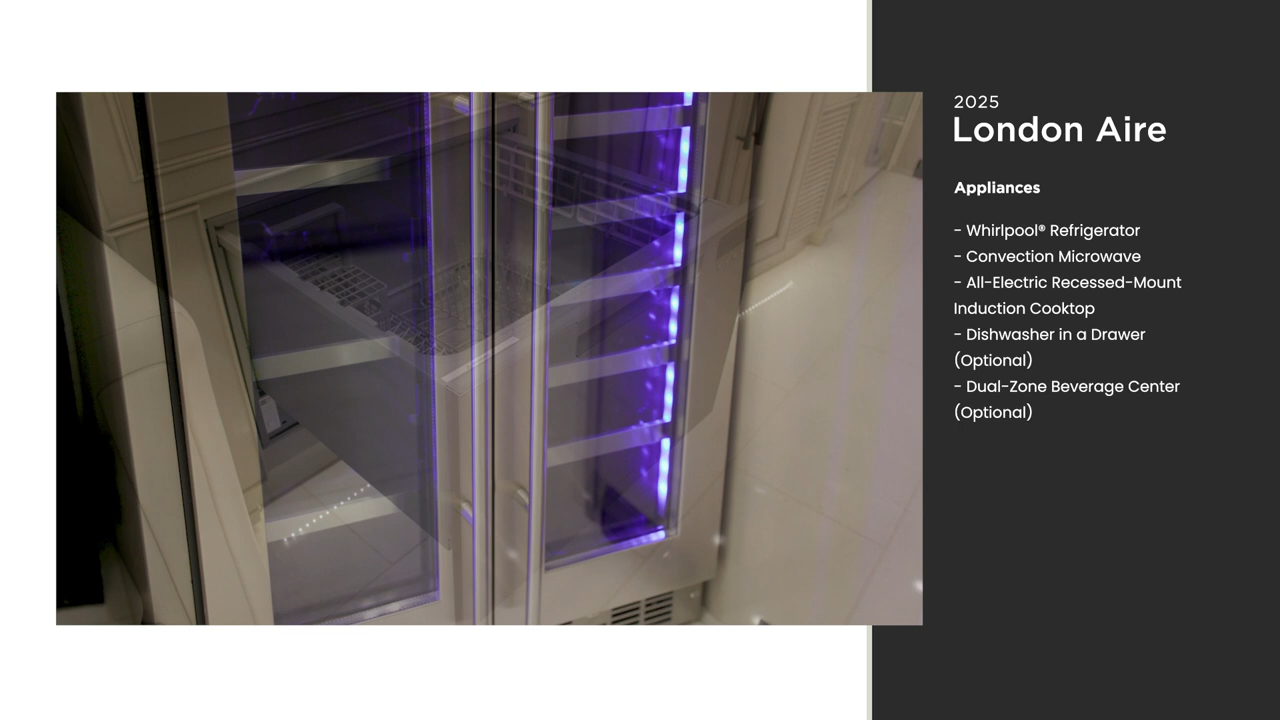 2025
London Aire
Appliances
- Whirlpool® Refrigerator
- Convection Microwave
- All-Electric Recessed-Mount
Induction Cooktop
- Dishwasher in a Drawer
(Optional)
- Dual-Zone Beverage Center
(Optional)